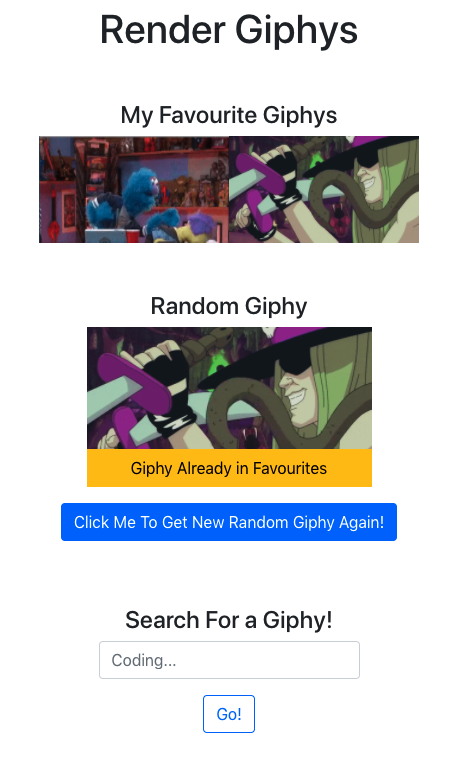 Render Giphys
My Favourite Giphys
Random Giphy
Giphy Already in Favourites
Click Me To Get New Random Giphy Again!
Search For a Giphy!
Coding...
Go!